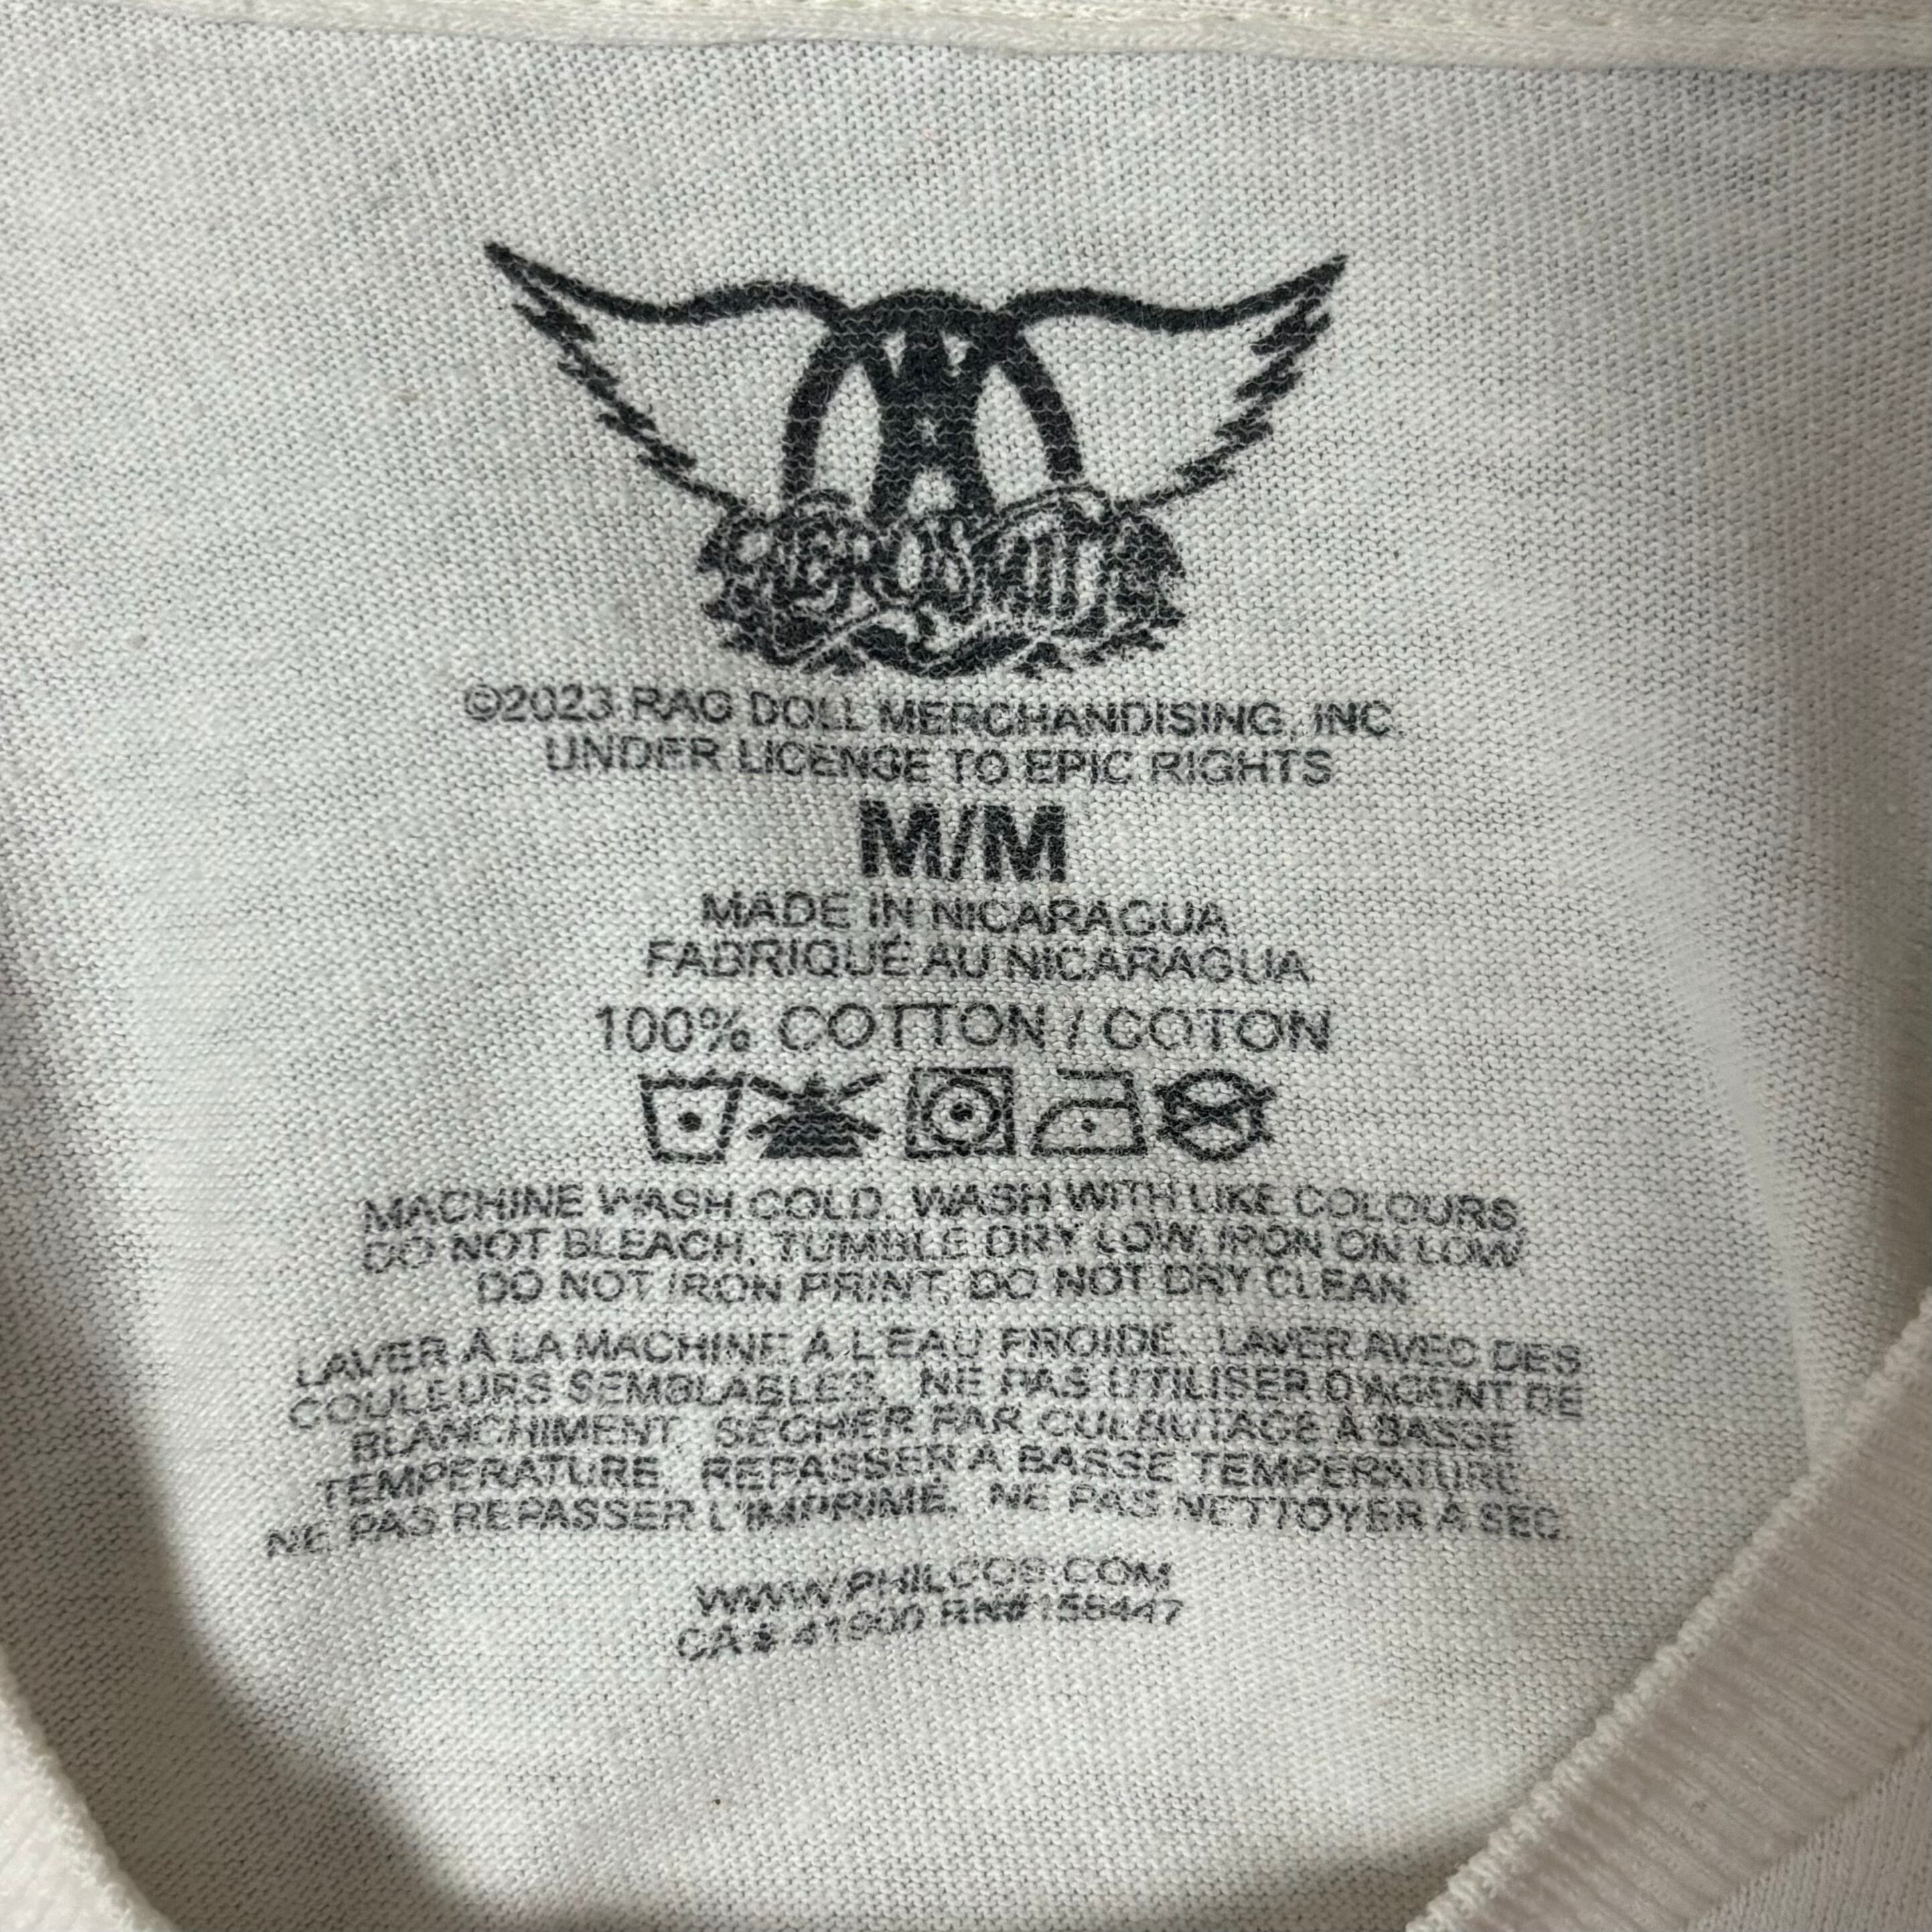 AEROSMITH
©2023 RAG DOLL MERCHANDISING, INC
UNDER LICENSE TO EPIC RIGHTS
M/M
MADE IN NICARAGUA
FABRIQUÉ AU NICARAGUA
100% COTTON / COTON
MACHINE WASH COLD. WASH WITH LIKE COLOURS
DO NOT BLEACH. TUMBLE DRY LOW. IRON ON LOW
DO NOT IRON PRINT. DO NOT DRY CLEAN
LAVER À LA MACHINE À L'EAU FROIDE. LAVER AVEC DES
COULEURS SEMBLABLES. NE PAS UTILISER D'AGENT DE
BLANCHIMENT. SÉCHER PAR CULBUTAGE À BASSE
TEMPÉRATURE. REPASSER À BASSE TEMPÉRATURE
NE PAS REPASSER L'IMPRIMÉ. NE PAS NETTOYER À SEC.
WWW.PHILCOS.COM
CA# 41900 RN#